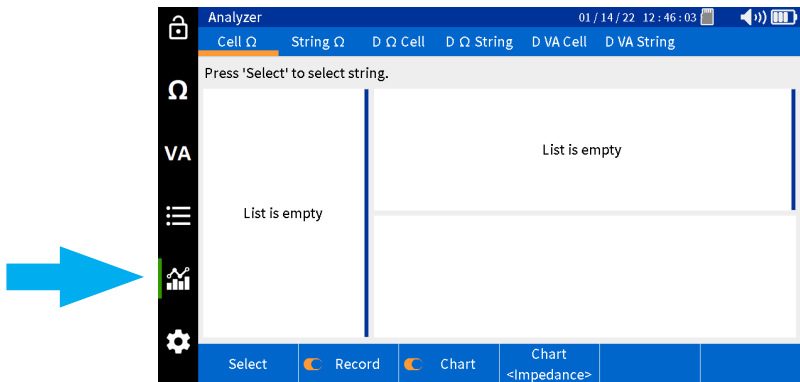 Analyzer
01/14/22 12:46:03
Cell Ω
String Ω
D Ω Cell
D Ω String
D VA Cell
D VA String
Press 'Select' to select string.
Ω
VA
List is empty
List is empty
Select
Record
Chart
Chart
<Impedance>